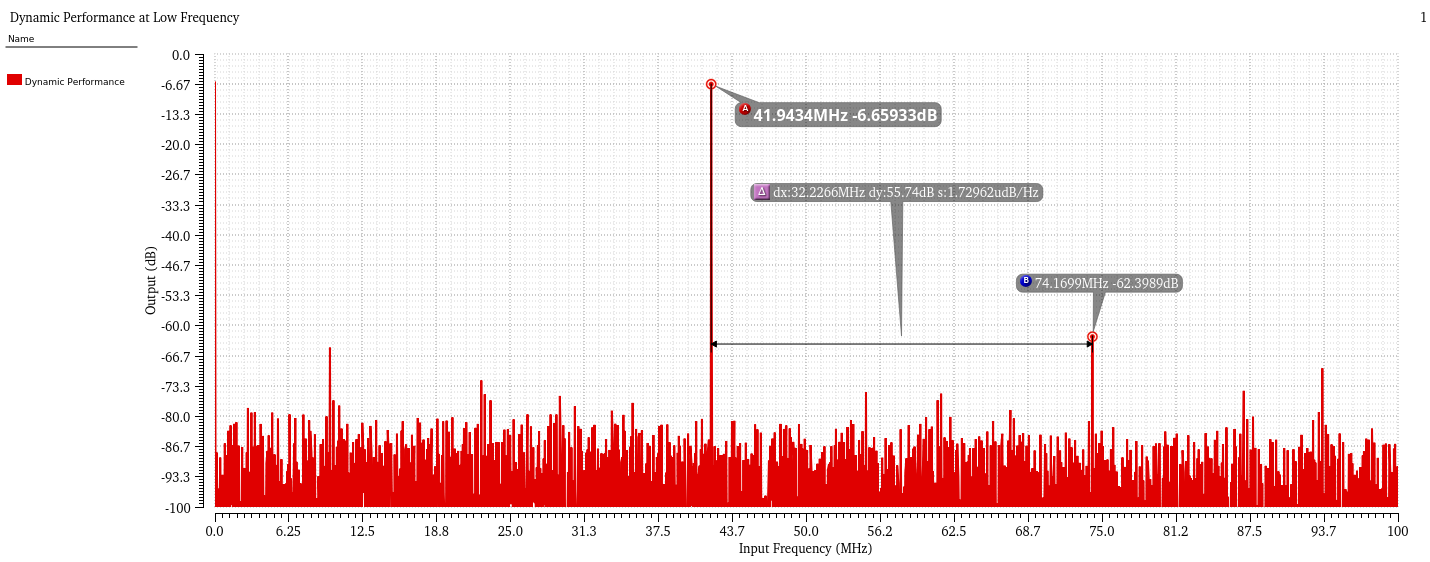 Dynamic Performance at Low Frequency
1
Name
Dynamic Performance
0.0
-6.67
-13.3
-20.0
-26.7
-33.3
-40.0
-46.7
-53.3
-60.0
-66.7
-73.3
-80.0
-86.7
-93.3
-100
Output (dB)
A 41.9434MHz -6.65933dB
Δ dx:32.2266MHz dy:55.74dB s:1.72962udB/Hz
B 74.1699MHz -62.3989dB
0.0 6.25 12.5 18.8 25.0 31.3 37.5 43.7 50.0 56.2 62.5 68.7 75.0 81.2 87.5 93.7 100
Input Frequency (MHz)